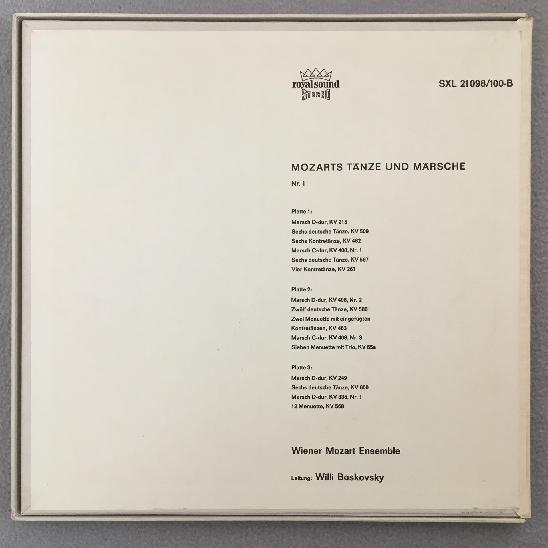 royal sound
STEREO
SXL 21098/100-B
MOZARTS TÄNZE UND MÄRSCHE
Nr. I
Platte 1:
Marsch D-dur, KV 215
Sechs deutsche Tänze, KV 509
Sechs Kontretänze, KV 462
Marsch C-dur, KV 408, Nr. 1
Sechs deutsche Tänze, KV 567
Vier Kontretänze, KV 267
Platte 2:
Marsch D-dur, KV 408, Nr. 2
Zwölf deutsche Tänze, KV 586
Zwei Menuette mit eingefügten
Kontretänzen, KV 463
Marsch C-dur, KV 408, Nr. 3
Sieben Menuette mit Trio, KV 65a
Platte 3:
Marsch D-dur, KV 249
Sechs deutsche Tänze, KV 600
Marsch D-dur, KV 335, Nr. 1
12 Menuette, KV 568
Wiener Mozart Ensemble
Leitung: Willi Boskovsky